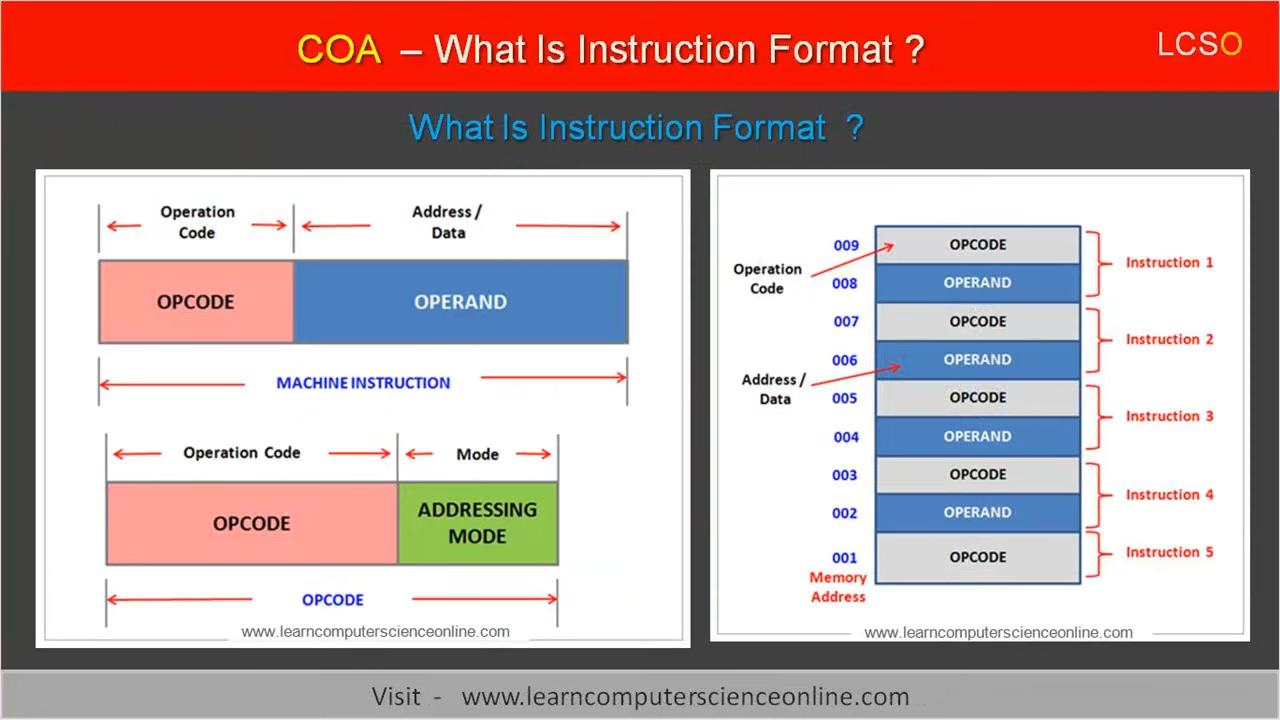 COA – What Is Instruction Format ?
LCSO
What Is Instruction Format ?
Operation
Code
Address /
Data
OPCODE
OPERAND
MACHINE INSTRUCTION
Operation Code
Mode
OPCODE
ADDRESSING
MODE
OPCODE
www.learncomputerscienceonline.com
009
OPCODE
Instruction 1
Operation
Code
008
OPERAND
007
OPCODE
Instruction 2
006
OPERAND
Address /
Data
005
OPCODE
Instruction 3
004
OPERAND
003
OPCODE
Instruction 4
002
OPERAND
001
OPCODE
Instruction 5
Memory
Address
www.learncomputerscienceonline.com
Visit - www.learncomputerscienceonline.com